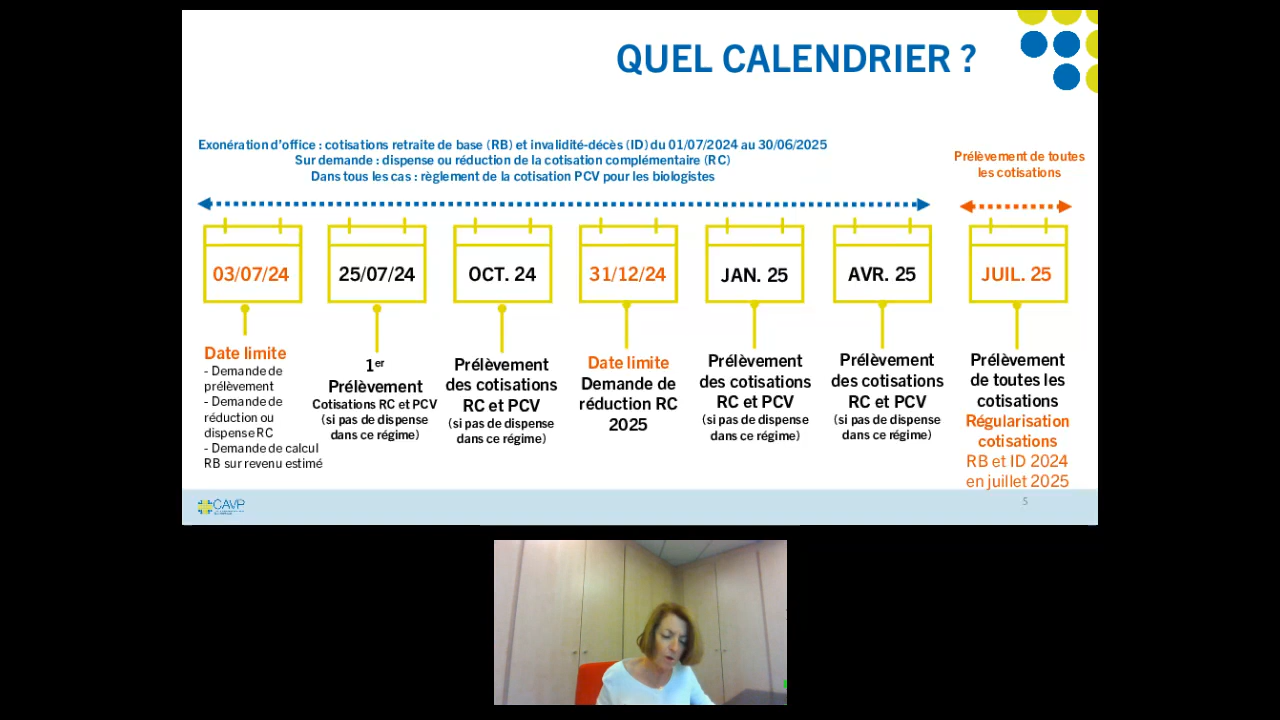 QUEL CALENDRIER ?
Exonération d'office : cotisations retraite de base (RB) et invalidité-décès (ID) du 01/07/2024 au 30/06/2025
Sur demande : dispense ou réduction de la cotisation complémentaire (RC)
Dans tous les cas : règlement de la cotisation PCV pour les biologistes
Prélèvement de toutes
les cotisations
03/07/24
25/07/24
OCT. 24
31/12/24
JAN. 25
AVR. 25
JUIL. 25
Date limite
- Demande de
prélèvement
- Demande de
réduction ou
dispense RC
- Demande de calcul
RB sur revenu estimé
1er
Prélèvement
Cotisations RC et PCV
(si pas de dispense
dans ce régime)
Prélèvement
des cotisations
RC et PCV
(si pas de dispense
dans ce régime)
Date limite
Demande de
réduction RC
2025
Prélèvement
des cotisations
RC et PCV
(si pas de dispense
dans ce régime)
Prélèvement
des cotisations
RC et PCV
(si pas de dispense
dans ce régime)
Prélèvement
de toutes les
cotisations
Régularisation
cotisations
RB et ID 2024
en juillet 2025
CAVP
5